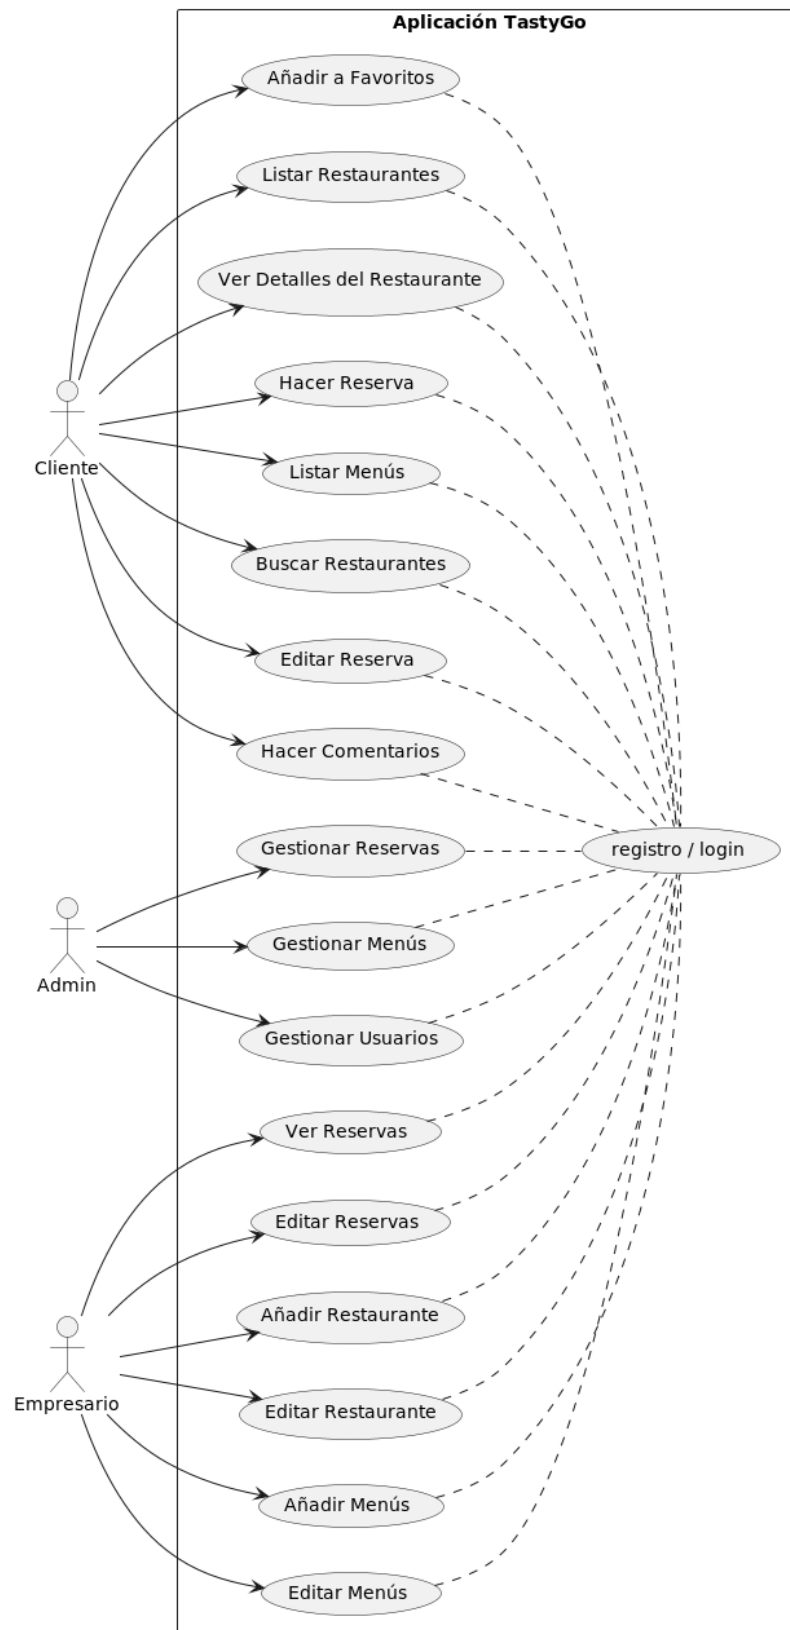 Aplicación TastyGo
Añadir a Favoritos
Listar Restaurantes
Ver Detalles del Restaurante
Hacer Reserva
Cliente
Listar Menús
Buscar Restaurantes
Editar Reserva
Hacer Comentarios
Gestionar Reservas
registro / login
Gestionar Menús
Admin
Gestionar Usuarios
Ver Reservas
Editar Reservas
Añadir Restaurante
Empresario
Editar Restaurante
Añadir Menús
Editar Menús